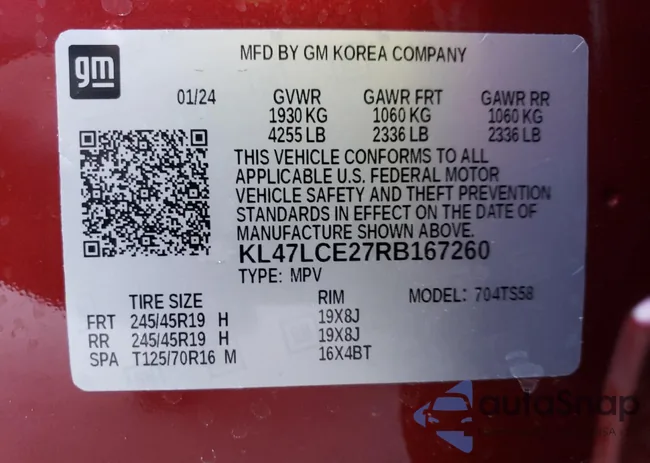 gm
MFD BY GM KOREA COMPANY
01/24 GVWR GAWR FRT GAWR RR
1930 KG 1060 KG 1060 KG
4255 LB 2336 LB 2336 LB
THIS VEHICLE CONFORMS TO ALL
APPLICABLE U.S. FEDERAL MOTOR
VEHICLE SAFETY AND THEFT PREVENTION
STANDARDS IN EFFECT ON THE DATE OF
MANUFACTURE SHOWN ABOVE.
KL47LCE27RB167260
TYPE: MPV
TIRE SIZE RIM MODEL: 704TS58
FRT 245/45R19 H 19X8J
RR 245/45R19 H 19X8J
SPA T125/70R16 M 16X4BT
autoSnap